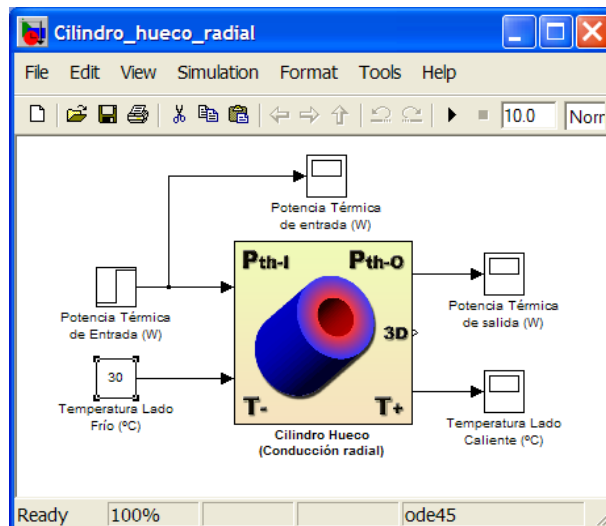 Cilindro_hueco_radial
File Edit View Simulation Format Tools Help
10.0 Norr
Potencia Térmica
de entrada (W)
Pth-I Pth-O
Potencia Térmica
de Entrada (W)
Potencia Térmica
de salida (W)
3D
30
T- T+
Temperatura Lado
Frío (ºC)
Temperatura Lado
Caliente (ºC)
Cilindro Hueco
(Conducción radial)
Ready 100% ode45